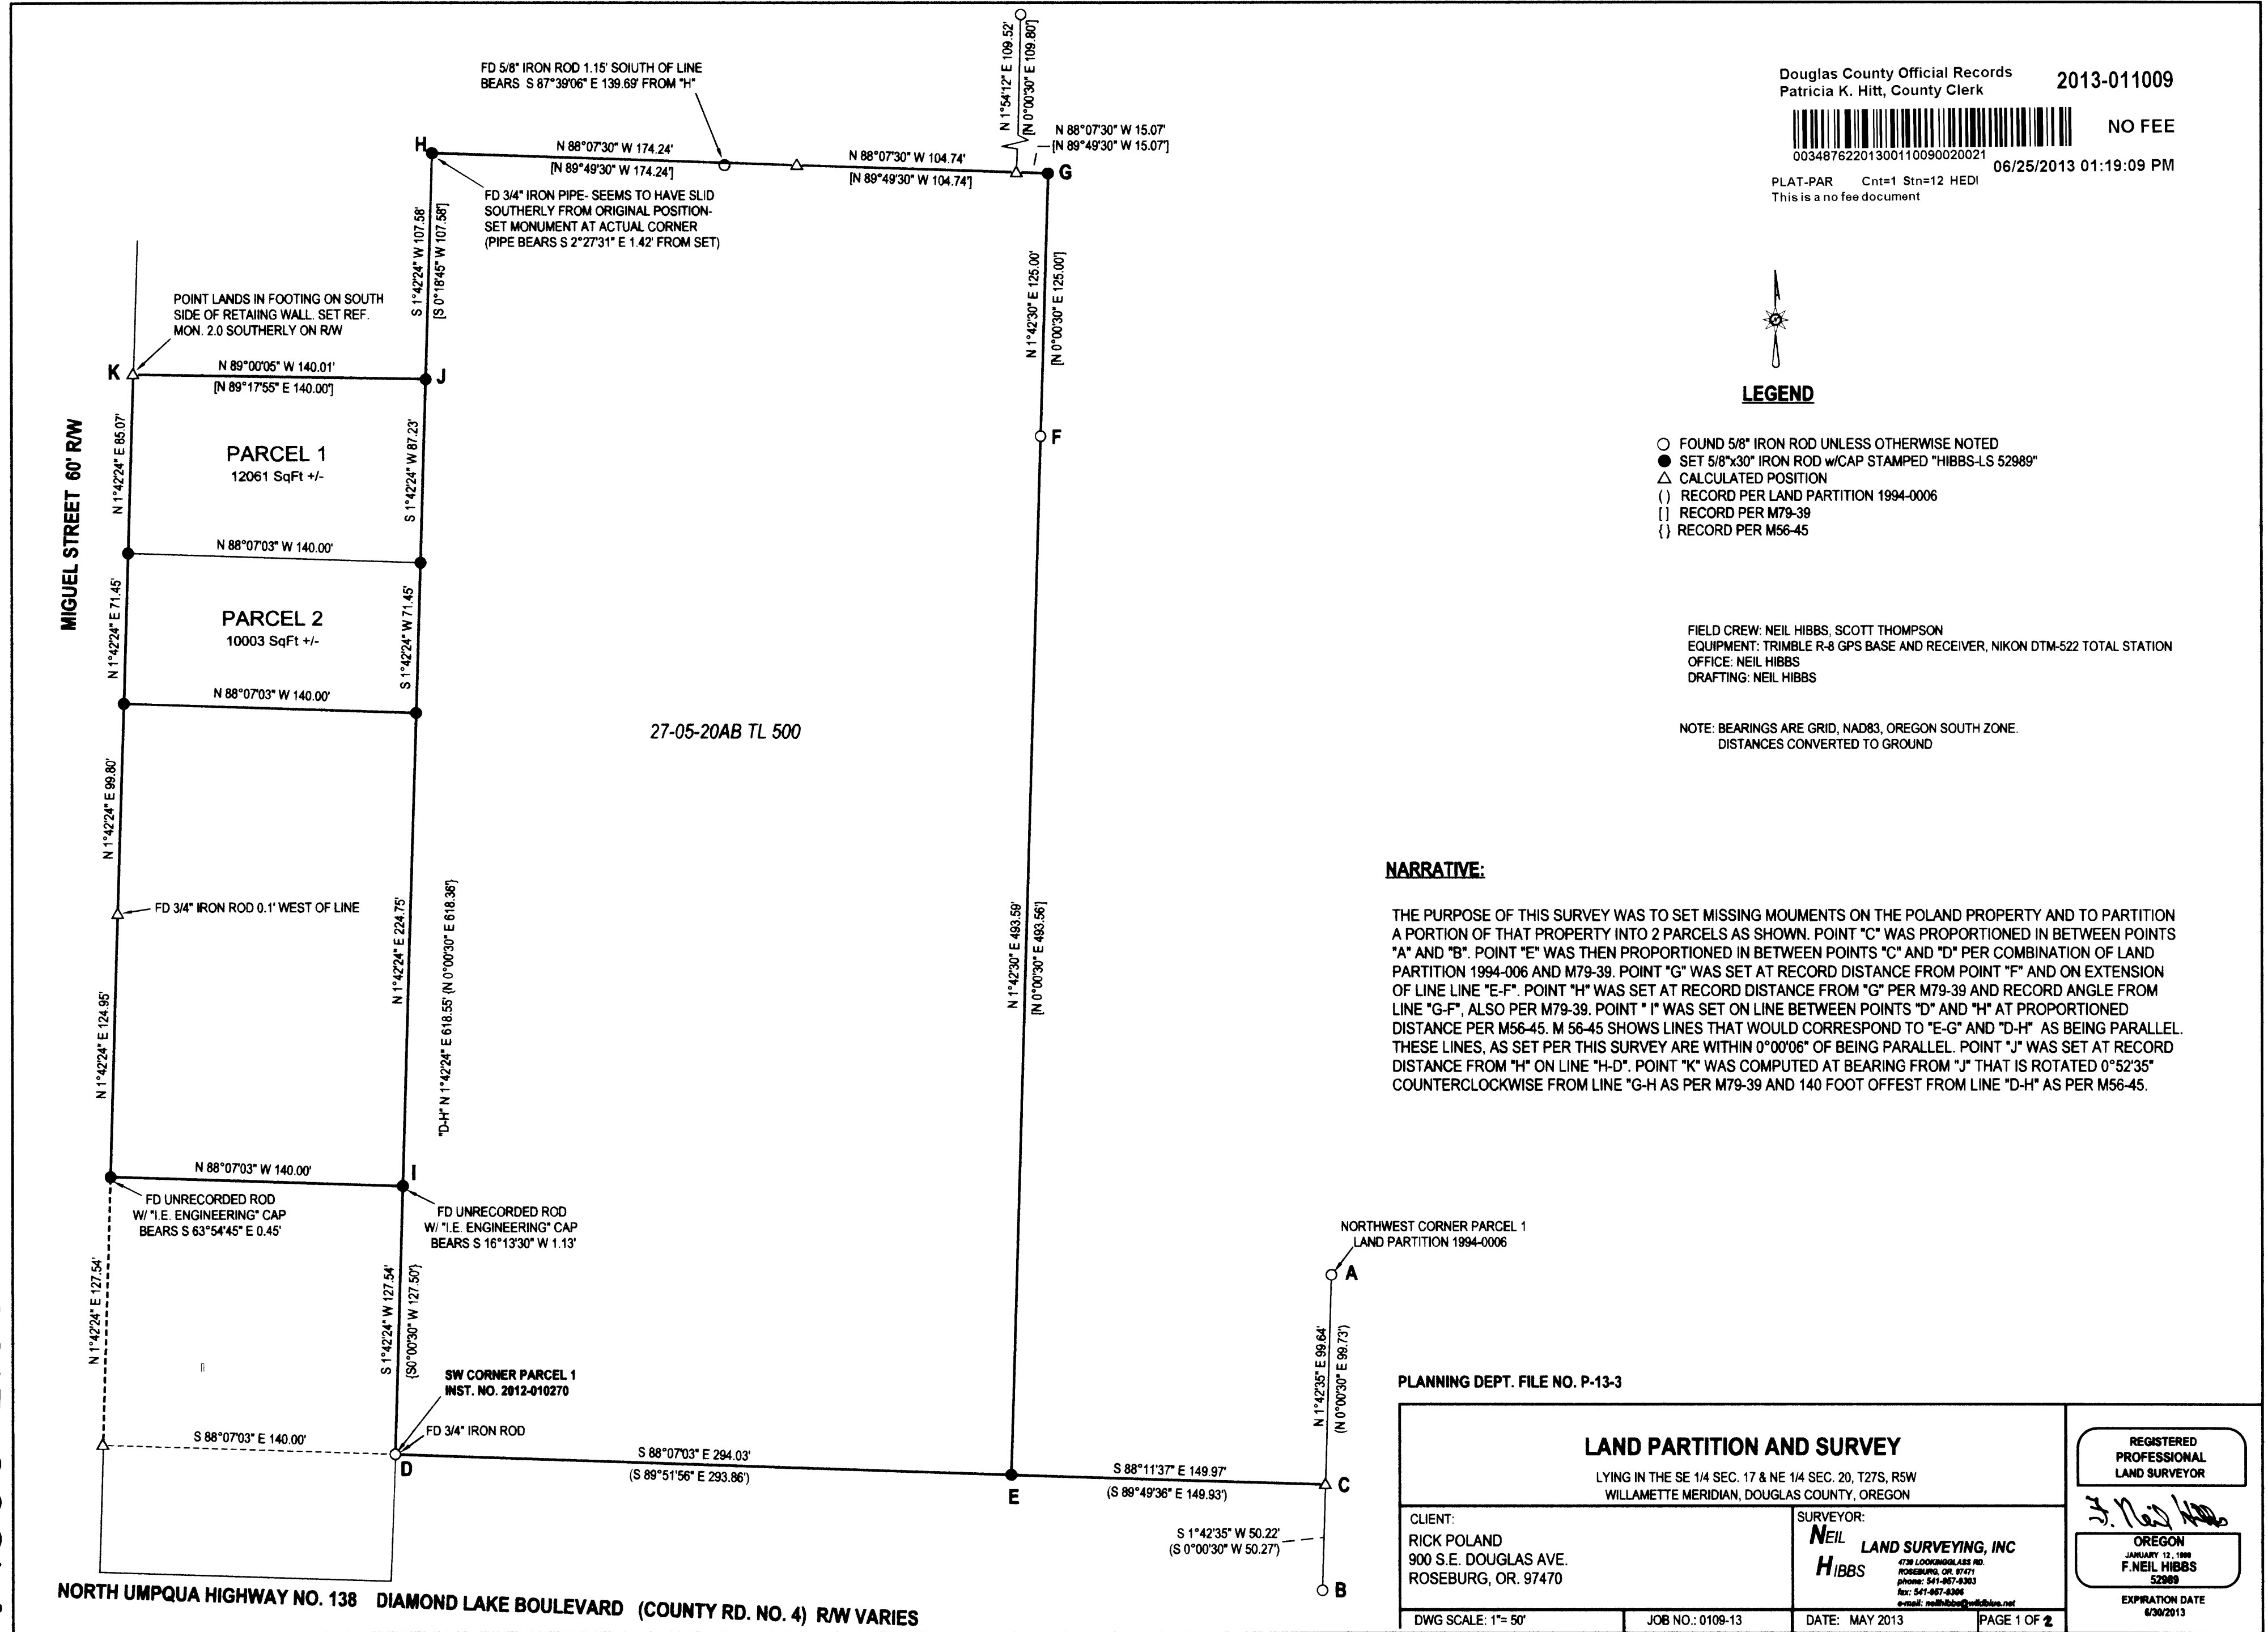 FD 5/8" IRON ROD 1.15' SOIUTH OF LINE
BEARS S 87°39'06" E 139.69' FROM "H"
N 1°54'12" E 109.52'
[N 0°00'30" E 109.80']
N 88°07'30" W 15.07'
[N 89°49'30" W 15.07']
Douglas County Official Records
Patricia K. Hitt, County Clerk
2013-011009
NO FEE
00348762201300110090020021
06/25/2013 01:19:09 PM
PLAT-PAR Cnt=1 Stn=12 HEDI
This is a no fee document
H
N 88°07'30" W 174.24'
[N 89°49'30" W 174.24']
N 88°07'30" W 104.74'
[N 89°49'30" W 104.74']
G
FD 3/4" IRON PIPE- SEEMS TO HAVE SLID
SOUTHERLY FROM ORIGINAL POSITION-
SET MONUMENT AT ACTUAL CORNER
(PIPE BEARS S 2°27'31" E 1.42' FROM SET)
S 1°42'24" W 107.58'
[S 0°18'45" W 107.58']
N 1°42'30" E 125.00'
[N 0°00'30" E 125.00']
POINT LANDS IN FOOTING ON SOUTH
SIDE OF RETAIING WALL. SET REF.
MON. 2.0 SOUTHERLY ON R/W
K
N 89°00'05" W 140.01'
[N 89°17'55" E 140.00']
J
F
MIGUEL STREET 60' R/W
N 1°42'24" E 85.07'
PARCEL 1
12061 SqFt +/-
S 1°42'24" W 87.23'
N 88°07'03" W 140.00'
N 1°42'24" E 71.45'
PARCEL 2
10003 SqFt +/-
S 1°42'24" W 71.45'
N 88°07'03" W 140.00'
27-05-20AB TL 500
LEGEND
FOUND 5/8" IRON ROD UNLESS OTHERWISE NOTED
SET 5/8"x30" IRON ROD w/CAP STAMPED "HIBBS-LS 52989"
CALCULATED POSITION
( ) RECORD PER LAND PARTITION 1994-0006
[ ] RECORD PER M79-39
{ } RECORD PER M56-45
FIELD CREW: NEIL HIBBS, SCOTT THOMPSON
EQUIPMENT: TRIMBLE R-8 GPS BASE AND RECEIVER, NIKON DTM-522 TOTAL STATION
OFFICE: NEIL HIBBS
DRAFTING: NEIL HIBBS
NOTE: BEARINGS ARE GRID, NAD83, OREGON SOUTH ZONE.
DISTANCES CONVERTED TO GROUND
N 1°42'24" E 99.80'
FD 3/4" IRON ROD 0.1' WEST OF LINE
N 1°42'24" E 224.75'
"D-H" N 1°42'24" E 618.55' {N 0°00'30" E 618.36'}
N 1°42'30" E 493.59'
[N 0°00'30" E 493.56']
N 1°42'24" E 124.95'
NARRATIVE:
THE PURPOSE OF THIS SURVEY WAS TO SET MISSING MOUMENTS ON THE POLAND PROPERTY AND TO PARTITION
A PORTION OF THAT PROPERTY INTO 2 PARCELS AS SHOWN. POINT "C" WAS PROPORTIONED IN BETWEEN POINTS
"A" AND "B". POINT "E" WAS THEN PROPORTIONED IN BETWEEN POINTS "C" AND "D" PER COMBINATION OF LAND
PARTITION 1994-006 AND M79-39. POINT "G" WAS SET AT RECORD DISTANCE FROM POINT "F" AND ON EXTENSION
OF LINE LINE "E-F". POINT "H" WAS SET AT RECORD DISTANCE FROM "G" PER M79-39 AND RECORD ANGLE FROM
LINE "G-F", ALSO PER M79-39. POINT " I" WAS SET ON LINE BETWEEN POINTS "D" AND "H" AT PROPORTIONED
DISTANCE PER M56-45. M 56-45 SHOWS LINES THAT WOULD CORRESPOND TO "E-G" AND "D-H" AS BEING PARALLEL.
THESE LINES, AS SET PER THIS SURVEY ARE WITHIN 0°00'06" OF BEING PARALLEL. POINT "J" WAS SET AT RECORD
DISTANCE FROM "H" ON LINE "H-D". POINT "K" WAS COMPUTED AT BEARING FROM "J" THAT IS ROTATED 0°52'35"
COUNTERCLOCKWISE FROM LINE "G-H AS PER M79-39 AND 140 FOOT OFFEST FROM LINE "D-H" AS PER M56-45.
N 88°07'03" W 140.00'
I
FD UNRECORDED ROD
W/ "I.E. ENGINEERING" CAP
BEARS S 63°54'45" E 0.45'
FD UNRECORDED ROD
W/ "I.E. ENGINEERING" CAP
BEARS S 16°13'30" W 1.13'
N 1°42'24" E 127.54'
S 1°42'24" W 127.54'
{S0°00'30" W 127.50'}
NORTHWEST CORNER PARCEL 1
LAND PARTITION 1994-0006
A
N 1°42'35" E 99.64'
(N 0°00'30" E 99.73')
SW CORNER PARCEL 1
INST. NO. 2012-010270
FD 3/4" IRON ROD
S 88°07'03" E 140.00'
D
S 88°07'03" E 294.03'
(S 89°51'56" E 293.86')
E
S 88°11'37" E 149.97'
(S 89°49'36" E 149.93')
C
S 1°42'35" W 50.22'
(S 0°00'30" W 50.27')
B
NORTH UMPQUA HIGHWAY NO. 138 DIAMOND LAKE BOULEVARD (COUNTY RD. NO. 4) R/W VARIES
PLANNING DEPT. FILE NO. P-13-3
LAND PARTITION AND SURVEY
LYING IN THE SE 1/4 SEC. 17 & NE 1/4 SEC. 20, T27S, R5W
WILLAMETTE MERIDIAN, DOUGLAS COUNTY, OREGON
CLIENT:
RICK POLAND
900 S.E. DOUGLAS AVE.
ROSEBURG, OR. 97470
SURVEYOR:
NEIL HIBBS LAND SURVEYING, INC
4738 LOOKINGGLASS RD.
ROSEBURG, OR. 97471
phone: 541-957-9303
e-mail: neilhibbs@wildblue.net
DWG SCALE: 1"= 50'
JOB NO.: 0109-13
DATE: MAY 2013
PAGE 1 OF 2
REGISTERED
PROFESSIONAL
LAND SURVEYOR
F. Neil Hibbs
OREGON
F.NEIL HIBBS
52989
EXPIRATION DATE
6/30/2013